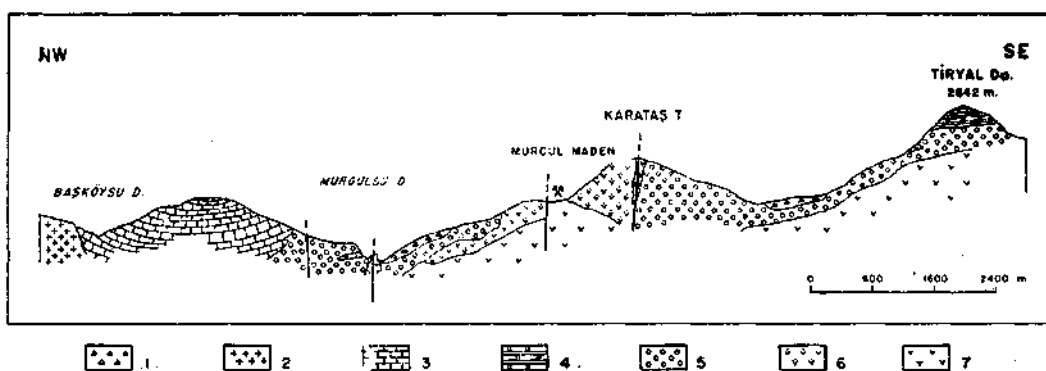 NW
SE
TİRYAL Dağ.
2642 m.
KARATAŞ T
MURGUL MADEN
BAŞKÖYSU D.
MURGULSU D
0 800 1600 2400 m
1 2 3 4 5 6 7